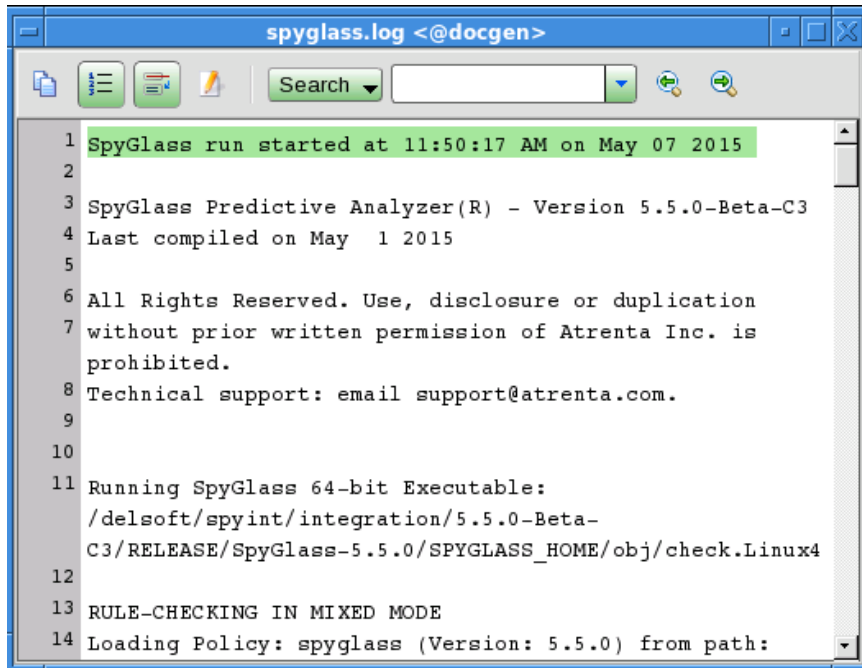 spyglass.log <@docgen>
Search
1 SpyGlass run started at 11:50:17 AM on May 07 2015
2
3 SpyGlass Predictive Analyzer(R) - Version 5.5.0-Beta-C3
4 Last compiled on May  1 2015
5
6 All Rights Reserved. Use, disclosure or duplication
7 without prior written permission of Atrenta Inc. is
prohibited.
8 Technical support: email support@atrenta.com.
9
10
11 Running SpyGlass 64-bit Executable:
/delsoft/spyint/integration/5.5.0-Beta-
C3/RELEASE/SpyGlass-5.5.0/SPYGLASS_HOME/obj/check.Linux4
12
13 RULE-CHECKING IN MIXED MODE
14 Loading Policy: spyglass (Version: 5.5.0) from path: